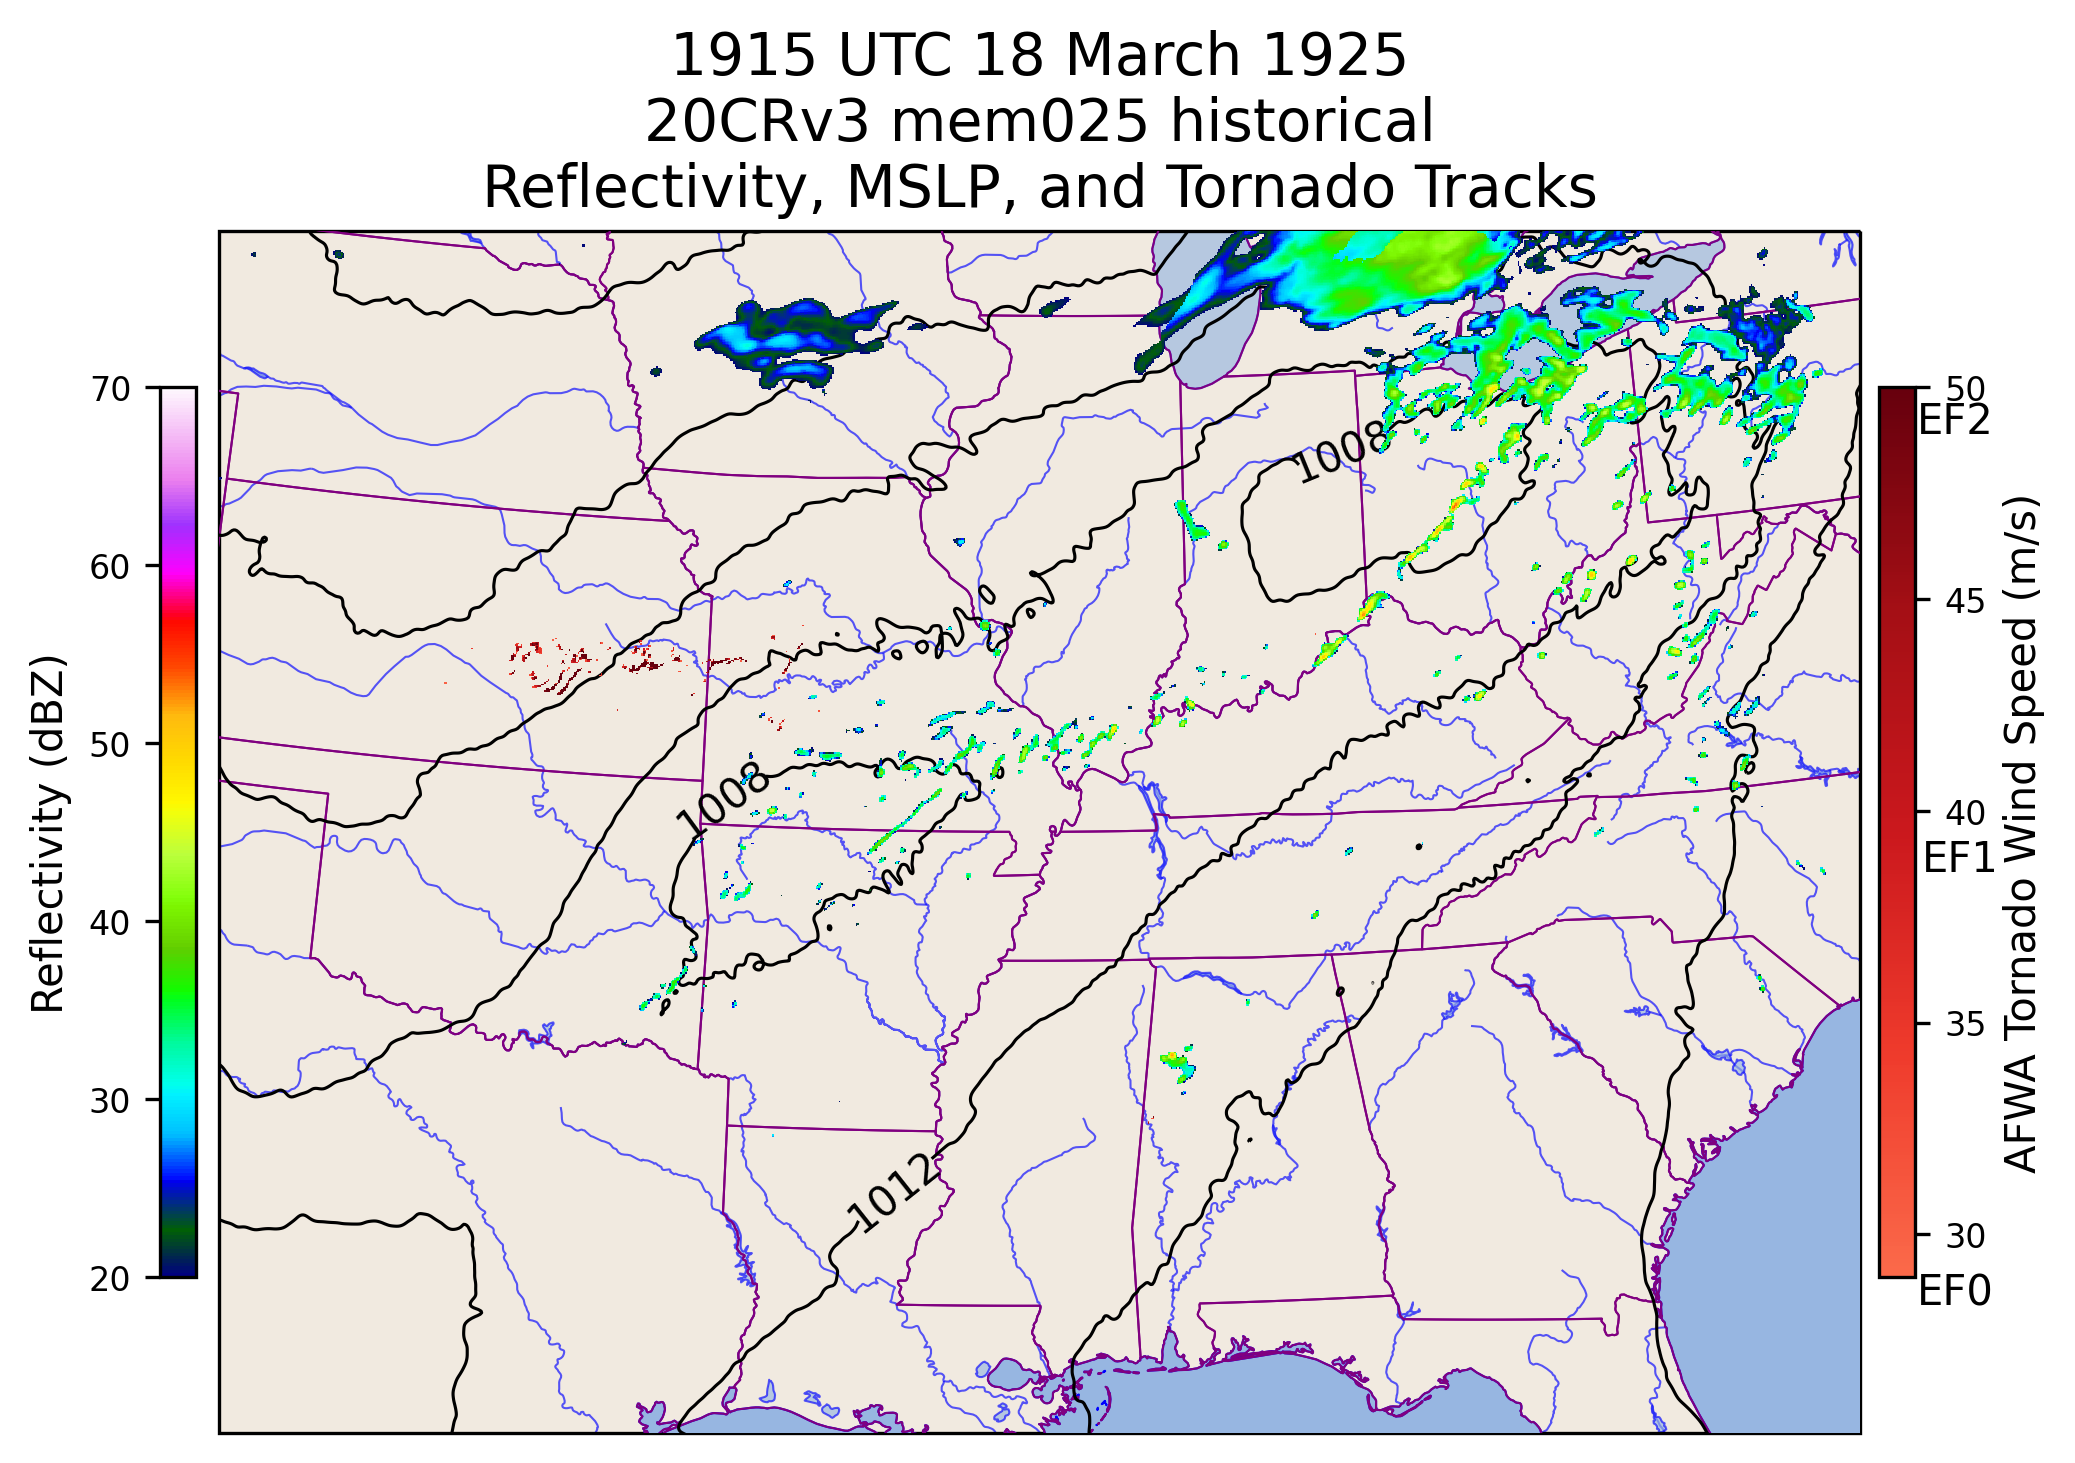 1915 UTC 18 March 1925
20CRv3 mem025 historical
Reflectivity, MSLP, and Tornado Tracks
Reflectivity (dBZ)
70
60
50
40
30
20
1008
1008
1012
50
EF2
45
40
EF1
35
30
EF0
AFWA Tornado Wind Speed (m/s)